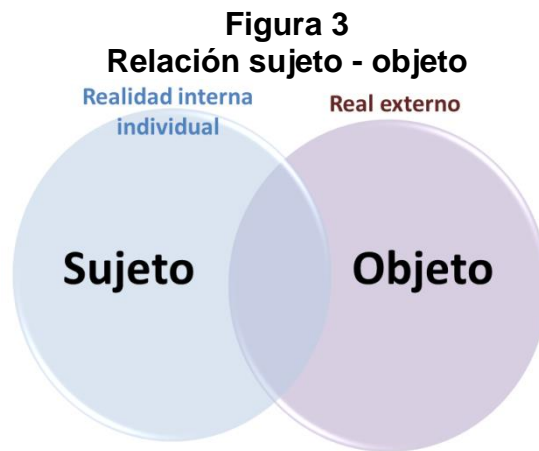 Figura 3
Relación sujeto - objeto
Realidad interna
individual
Real externo
Sujeto
Objeto